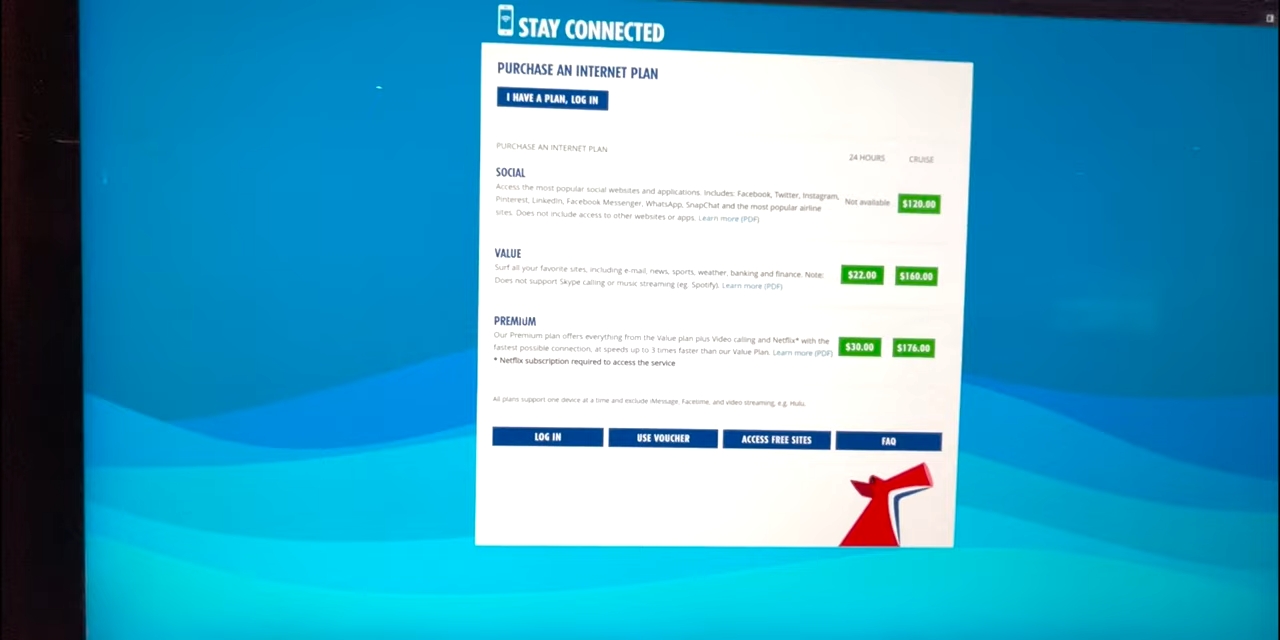 STAY CONNECTED
PURCHASE AN INTERNET PLAN
I HAVE A PLAN, LOG IN
PURCHASE AN INTERNET PLAN
24 HOURS CRUISE
SOCIAL
Access the most popular social websites and applications. Includes: Facebook, Twitter, Instagram,
Pinterest, LinkedIn, Facebook Messenger, WhatsApp, SnapChat and the most popular airline
sites. Does not include access to other websites or apps. Learn more (PDF)
Not available $120.00
VALUE
Surf all your favorite sites, including e-mail, news, sports, weather, banking and finance. Note:
Does not support Skype calling or music streaming (eg. Spotify). Learn more (PDF)
$22.00 $160.00
PREMIUM
Our Premium plan offers everything from the Value plan plus Video calling and Netflix* with the
fastest possible connection, at speeds up to 3 times faster than our Value Plan. Learn more (PDF)
* Netflix subscription required to access the service
$30.00 $176.00
All plans support one device at a time and exclude iMessage, Facetime, and video streaming, e.g. Hulu.
LOG IN USE VOUCHER ACCESS FREE SITES FAQ